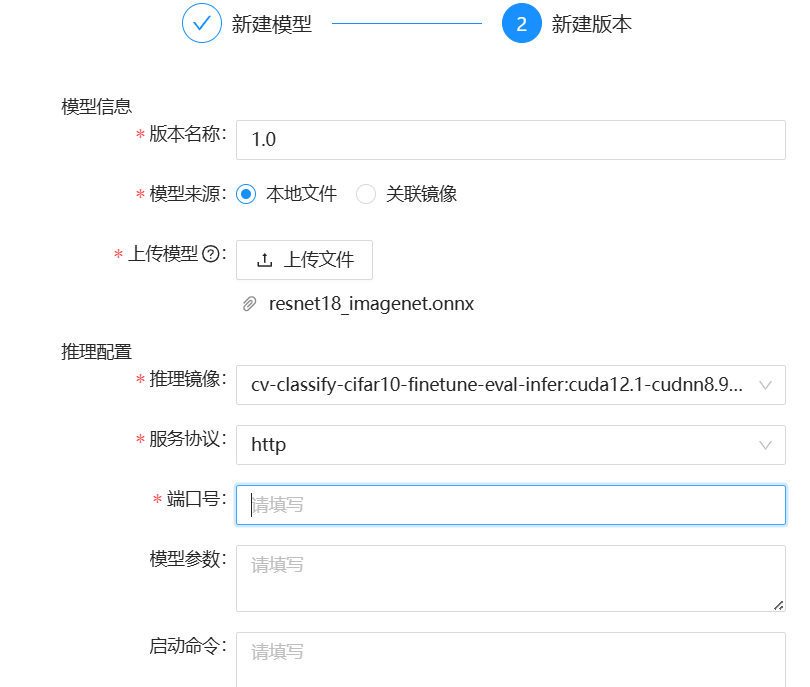 新建模型 2 新建版本
模型信息
* 版本名称: 1.0
* 模型来源: 本地文件 关联镜像
* 上传模型?: 上传文件
resnet18_imagenet.onnx
推理配置
* 推理镜像: cv-classify-cifar10-finetune-eval-infer:cuda12.1-cudnn8.9...
* 服务协议: http
* 端口号: 请填写
模型参数: 请填写
启动命令: 请填写